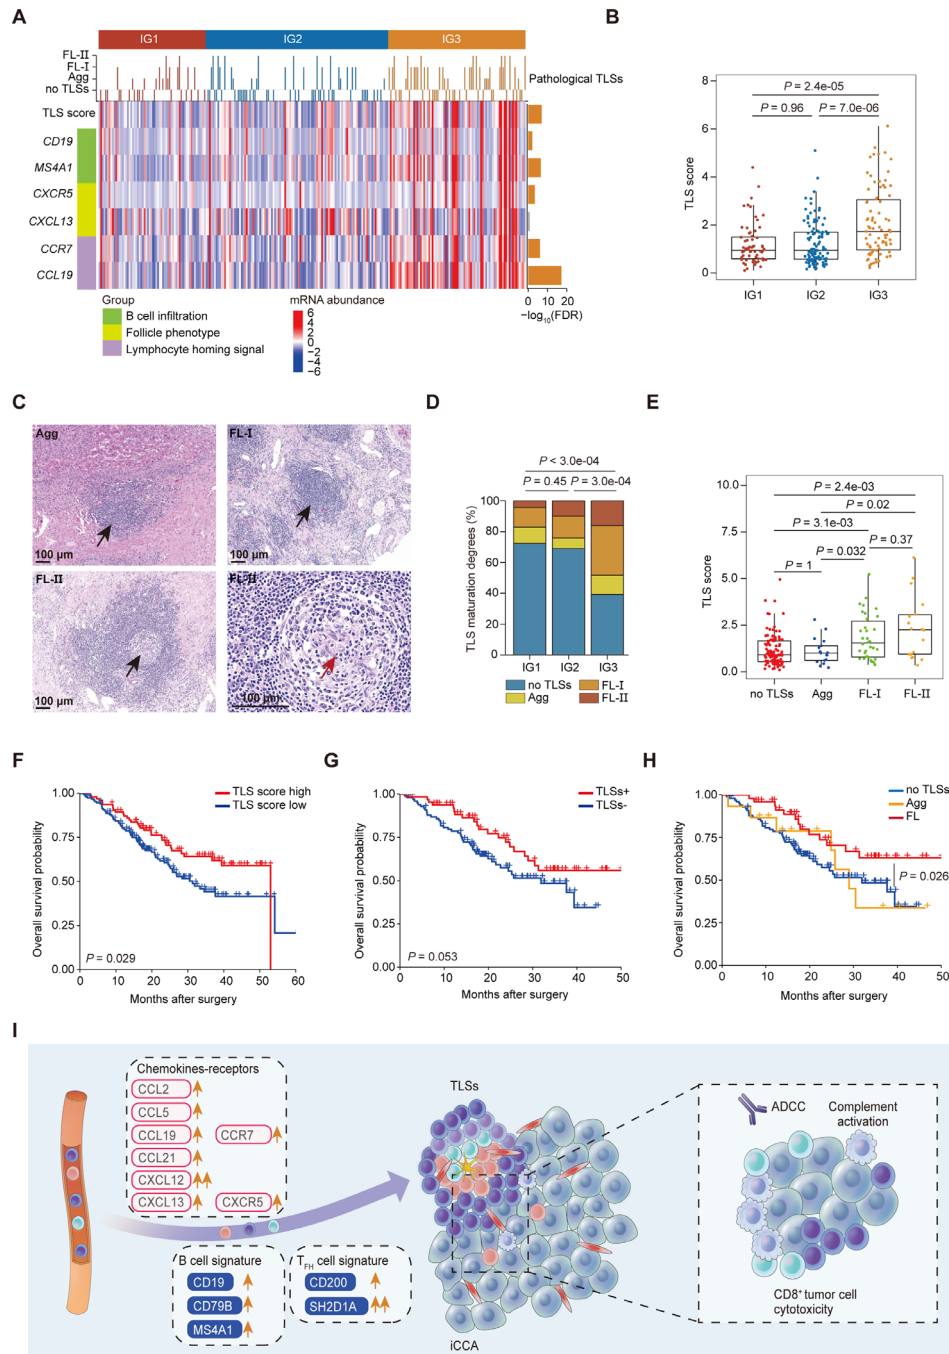 A
IG1 IG2 IG3
FL-II
FL-I
Agg
no TLSs
Pathological TLSs
TLS score
CD19
MS4A1
CXCR5
CXCL13
CCR7
CCL19
0 10 20
−log10(FDR)
Group
B cell infiltration
Follicle phenotype
Lymphocyte homing signal
mRNA abundance
6
4
2
0
−2
−4
−6
B
P = 2.4e-05
P = 0.96 P = 7.0e-06
TLS score
8
6
4
2
0
IG1 IG2 IG3
C
Agg
100 μm
FL-I
100 μm
FL-II
100 μm
FL-II
100 μm
D
P < 3.0e-04
P = 0.45 P = 3.0e-04
TLS maturation degrees (%)
100
80
60
40
20
0
IG1 IG2 IG3
no TLSs FL-I
Agg FL-II
E
P = 2.4e-03
P = 0.02
P = 3.1e-03
P = 0.37
P = 0.032
P = 1
TLS score
10.0
7.5
5.0
2.5
0.0
no TLSs Agg FL-I FL-II
F
TLS score high
TLS score low
Overall survival probability
1.00
0.75
0.50
0.25
0.00
P = 0.029
0 10 20 30 40 50 60
Months after surgery
G
TLSs+
TLSs-
Overall survival probability
1.00
0.75
0.50
0.25
0.00
P = 0.053
0 10 20 30 40 50
Months after surgery
H
no TLSs
Agg
FL
Overall survival probability
1.00
0.75
0.50
0.25
0.00
P = 0.026
0 10 20 30 40 50
Months after surgery
I
Chemokines-receptors
CCL2
CCL5
CCL19 CCR7
CCL21
CXCL12
CXCL13 CXCR5
B cell signature
CD19
CD79B
MS4A1
TFH cell signature
CD200
SH2D1A
TLSs
iCCA
ADCC
Complement
activation
CD8+ tumor cell
cytotoxicity